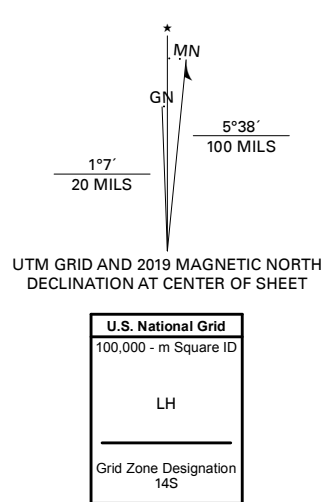 ★
MN
GN
5°38´
100 MILS
1°7´
20 MILS
UTM GRID AND 2019 MAGNETIC NORTH
DECLINATION AT CENTER OF SHEET
U.S. National Grid
100,000 - m Square ID
LH
Grid Zone Designation
14S